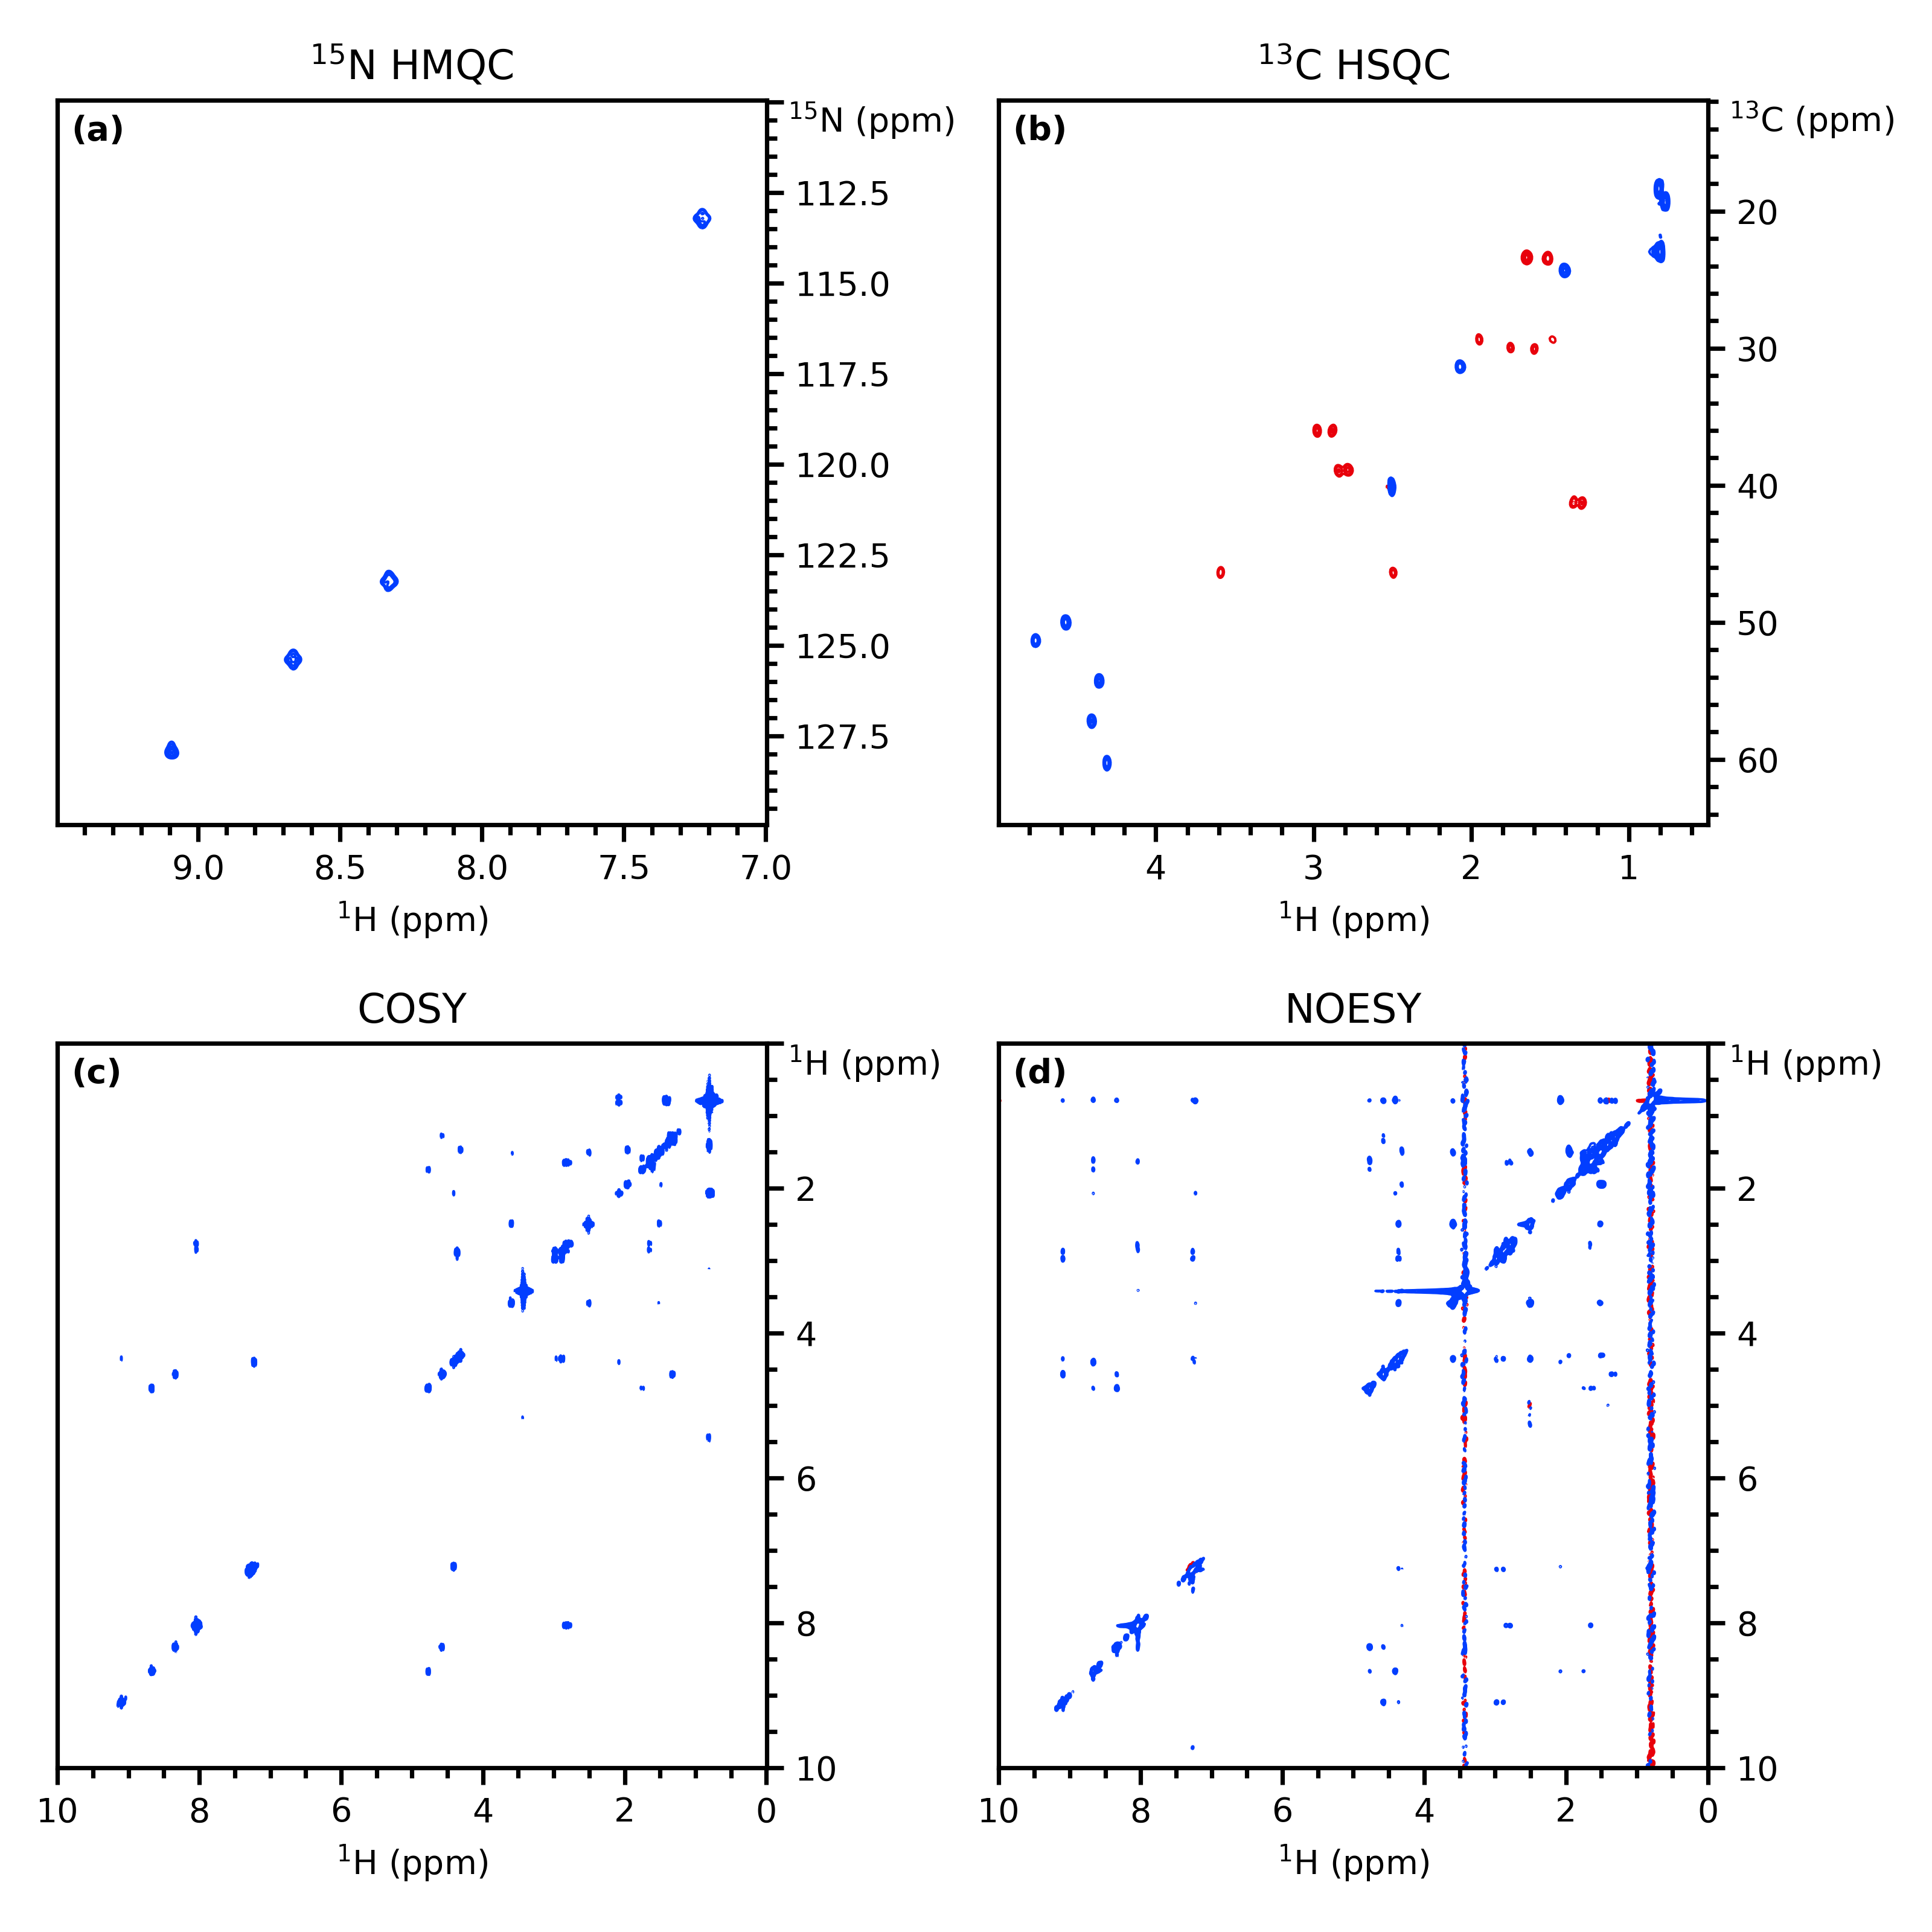 ¹⁵N HMQC
(a)
¹⁵N (ppm)
112.5
115.0
117.5
120.0
122.5
125.0
127.5
9.0 8.5 8.0 7.5 7.0
¹H (ppm)
¹³C HSQC
(b)
¹³C (ppm)
20
30
40
50
60
4 3 2 1
¹H (ppm)
COSY
(c)
¹H (ppm)
2
4
6
8
10
10 8 6 4 2 0
¹H (ppm)
NOESY
(d)
¹H (ppm)
2
4
6
8
10
10 8 6 4 2 0
¹H (ppm)